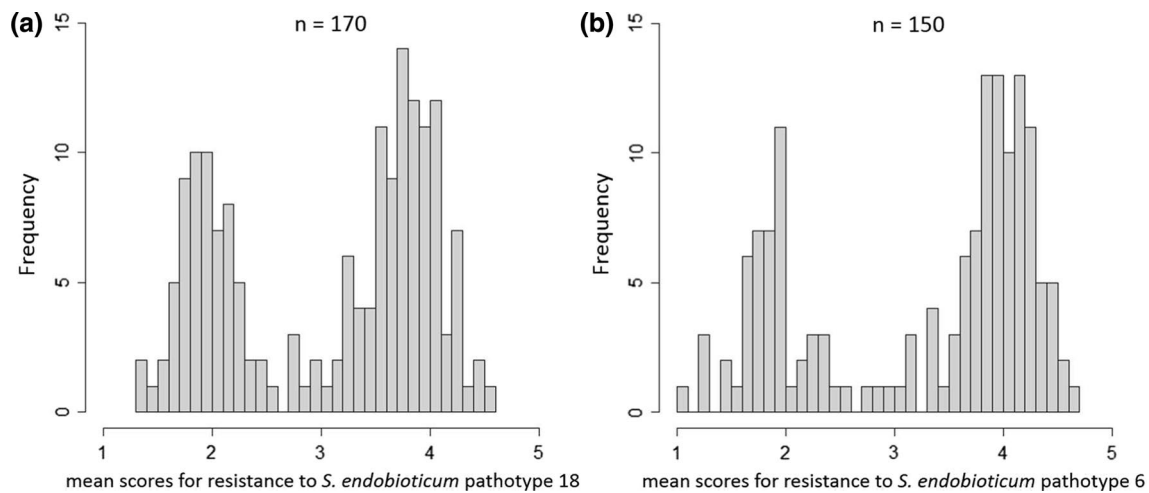 (a)
n = 170
15
10
5
0
Frequency
1 2 3 4 5
mean scores for resistance to S. endobioticum pathotype 18
(b)
n = 150
15
10
5
0
Frequency
1 2 3 4 5
mean scores for resistance to S. endobioticum pathotype 6